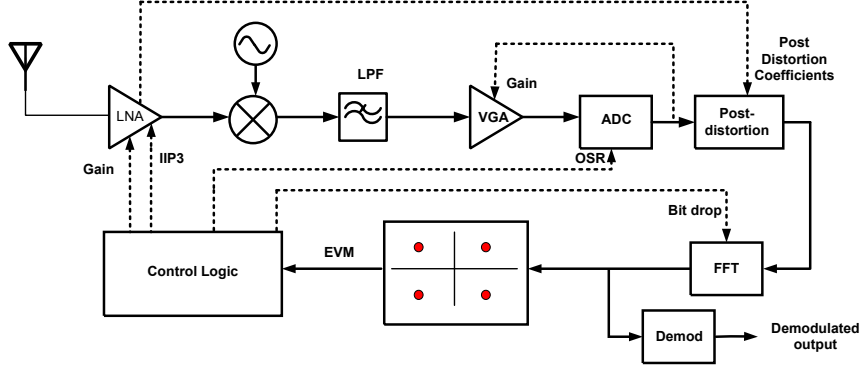 Post
Distortion
Coefficients
LPF
Gain
LNA
VGA
ADC
Post-
distortion
Gain
IIP3
OSR
Bit drop
Control Logic
EVM
FFT
Demod
Demodulated
output